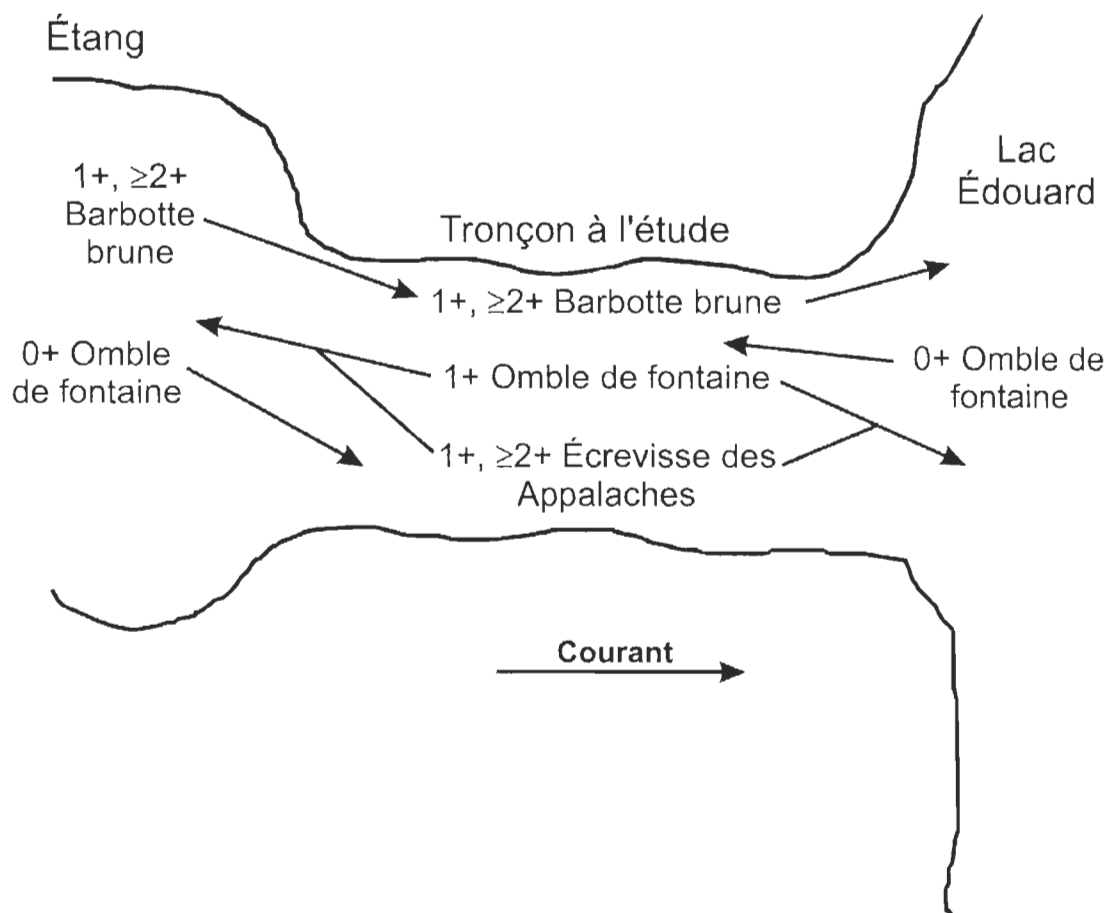 Étang
Lac
Édouard
1+, ≥2+
Barbotte
brune
Tronçon à l'étude
1+, ≥2+ Barbotte brune
0+ Omble
de fontaine
1+ Omble de fontaine
0+ Omble de
fontaine
1+, ≥2+ Écrevisse des
Appalaches
Courant